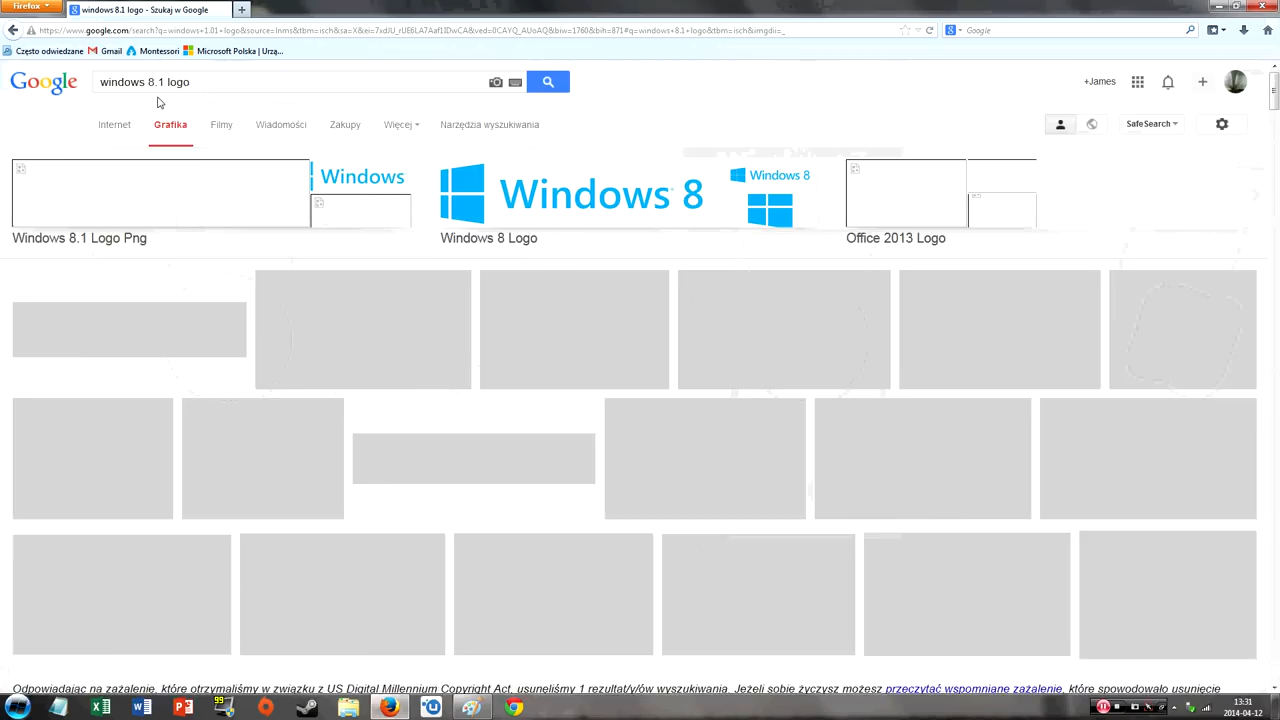 Firefox
windows 8.1 logo - Szukaj w Google
https://www.google.com/search?q=windows+1.01+logo&source=lnms&tbm=isch&sa=X&ei=7xdJU_rUE6LA7Aaf1IDwCA&ved=0CAYQ_AUoAQ&biw=1760&bih=871#q=windows+8.1+logo&tbm=isch&imgdii=_
Google
Często odwiedzane Gmail Montessori Microsoft Polska | Urzą...
Google windows 8.1 logo +James
Internet Grafika Filmy Wiadomości Zakupy Więcej Narzędzia wyszukiwania SafeSearch
Windows
Windows 8
Windows 8
Windows 8.1 Logo Png Windows 8 Logo Office 2013 Logo
Odpowiadając na zażalenie, które otrzymaliśmy w związku z US Digital Millennium Copyright Act, usunęliśmy 1 rezultat/y/ów wyszukiwania. Jeżeli sobie życzysz możesz przeczytać wspomniane zażalenie, które spowodowało usunięcie
99
13:31
2014-04-12